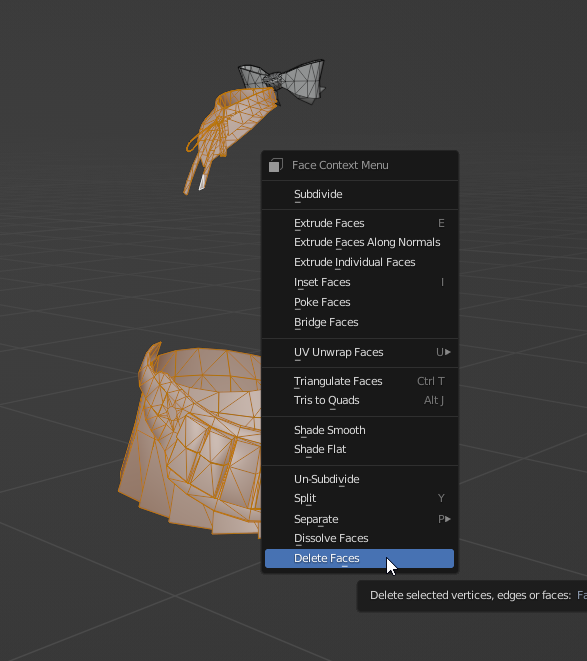 Face Context Menu
Subdivide
Extrude Faces E
Extrude Faces Along Normals
Extrude Individual Faces
Inset Faces I
Poke Faces
Bridge Faces
UV Unwrap Faces U
Triangulate Faces Ctrl T
Tris to Quads Alt J
Shade Smooth
Shade Flat
Un-Subdivide
Split Y
Separate P
Dissolve Faces
Delete Faces
Delete selected vertices, edges or faces: Fa